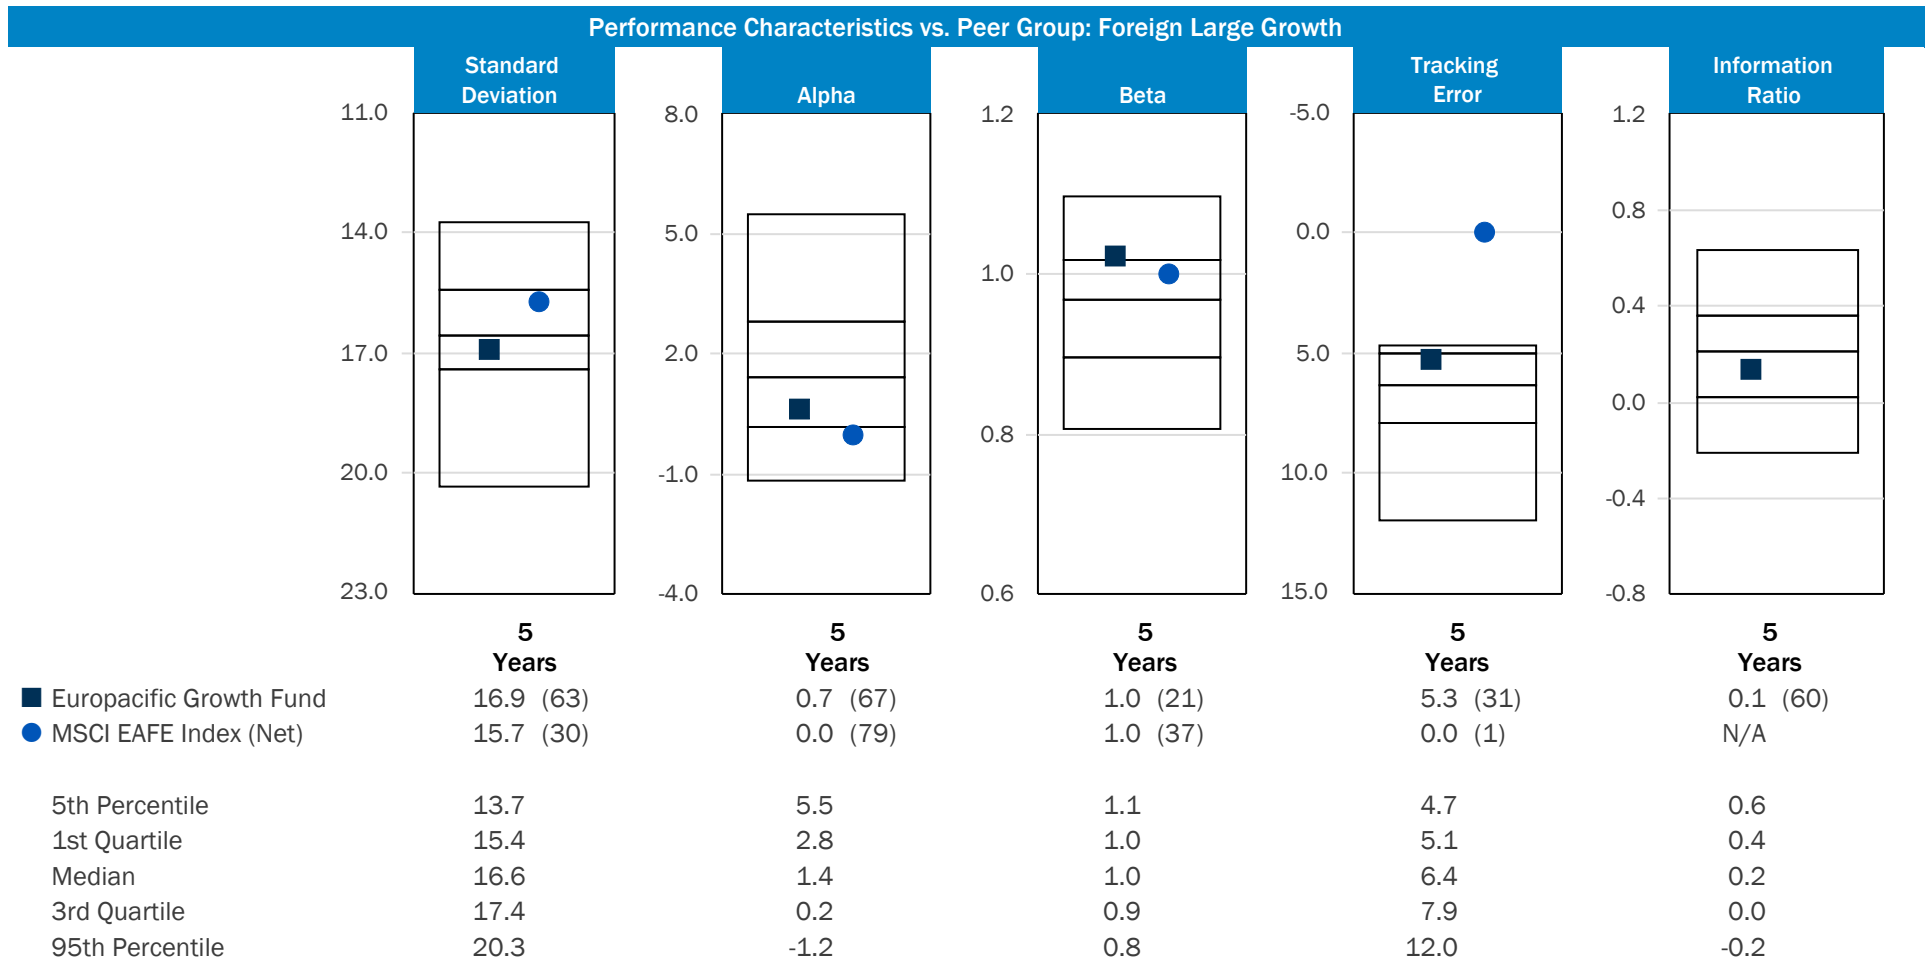 Performance Characteristics vs. Peer Group: Foreign Large Growth
Standard
Deviation
Alpha
Beta
Tracking
Error
Information
Ratio
11.0
14.0
17.0
20.0
23.0
8.0
5.0
2.0
-1.0
-4.0
1.2
1.0
0.8
0.6
-5.0
0.0
5.0
10.0
15.0
1.2
0.8
0.4
0.0
-0.4
-0.8
5
Years
5
Years
5
Years
5
Years
5
Years
Europacific Growth Fund 16.9 (63) 0.7 (67) 1.0 (21) 5.3 (31) 0.1 (60)
MSCI EAFE Index (Net) 15.7 (30) 0.0 (79) 1.0 (37) 0.0 (1) N/A
5th Percentile 13.7 5.5 1.1 4.7 0.6
1st Quartile 15.4 2.8 1.0 5.1 0.4
Median 16.6 1.4 1.0 6.4 0.2
3rd Quartile 17.4 0.2 0.9 7.9 0.0
95th Percentile 20.3 -1.2 0.8 12.0 -0.2